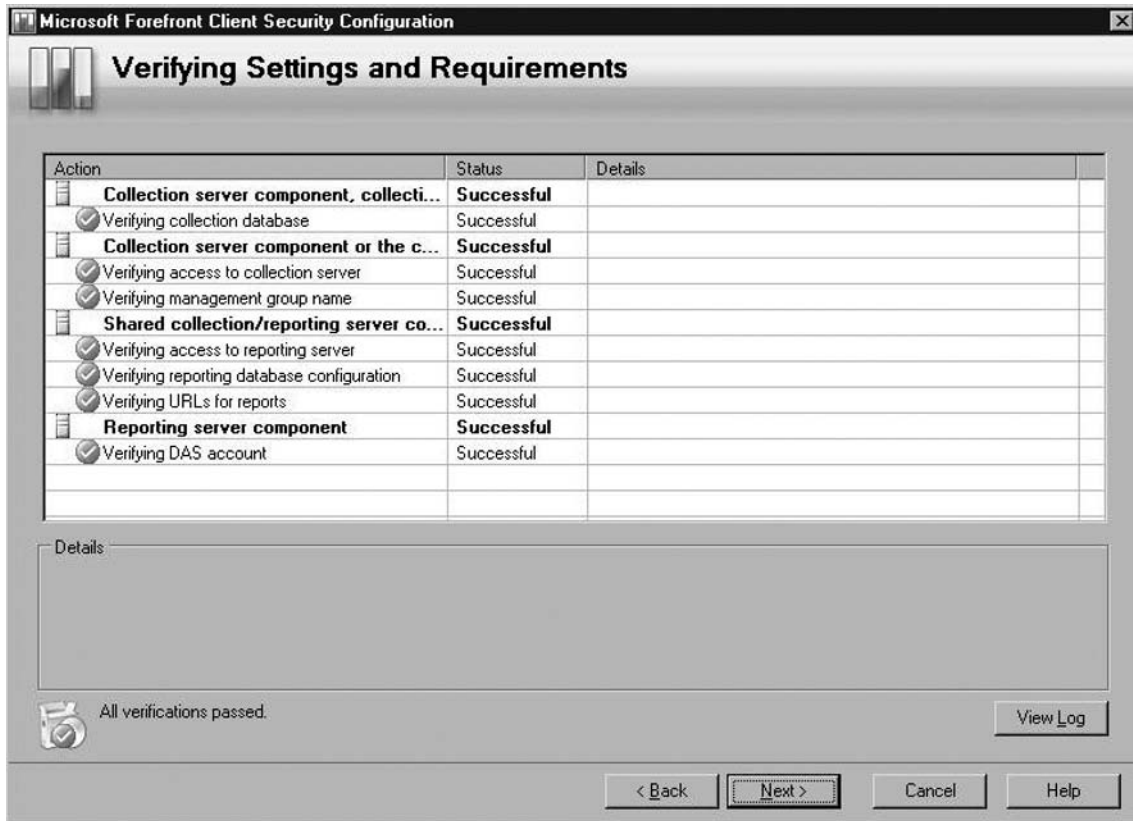 Microsoft Forefront Client Security Configuration
Verifying Settings and Requirements
Action Status Details
Collection server component, collecti... Successful
Verifying collection database Successful
Collection server component or the c... Successful
Verifying access to collection server Successful
Verifying management group name Successful
Shared collection/reporting server co... Successful
Verifying access to reporting server Successful
Verifying reporting database configuration Successful
Verifying URLs for reports Successful
Reporting server component Successful
Verifying DAS account Successful
Details
All verifications passed.
View Log
< Back Next > Cancel Help